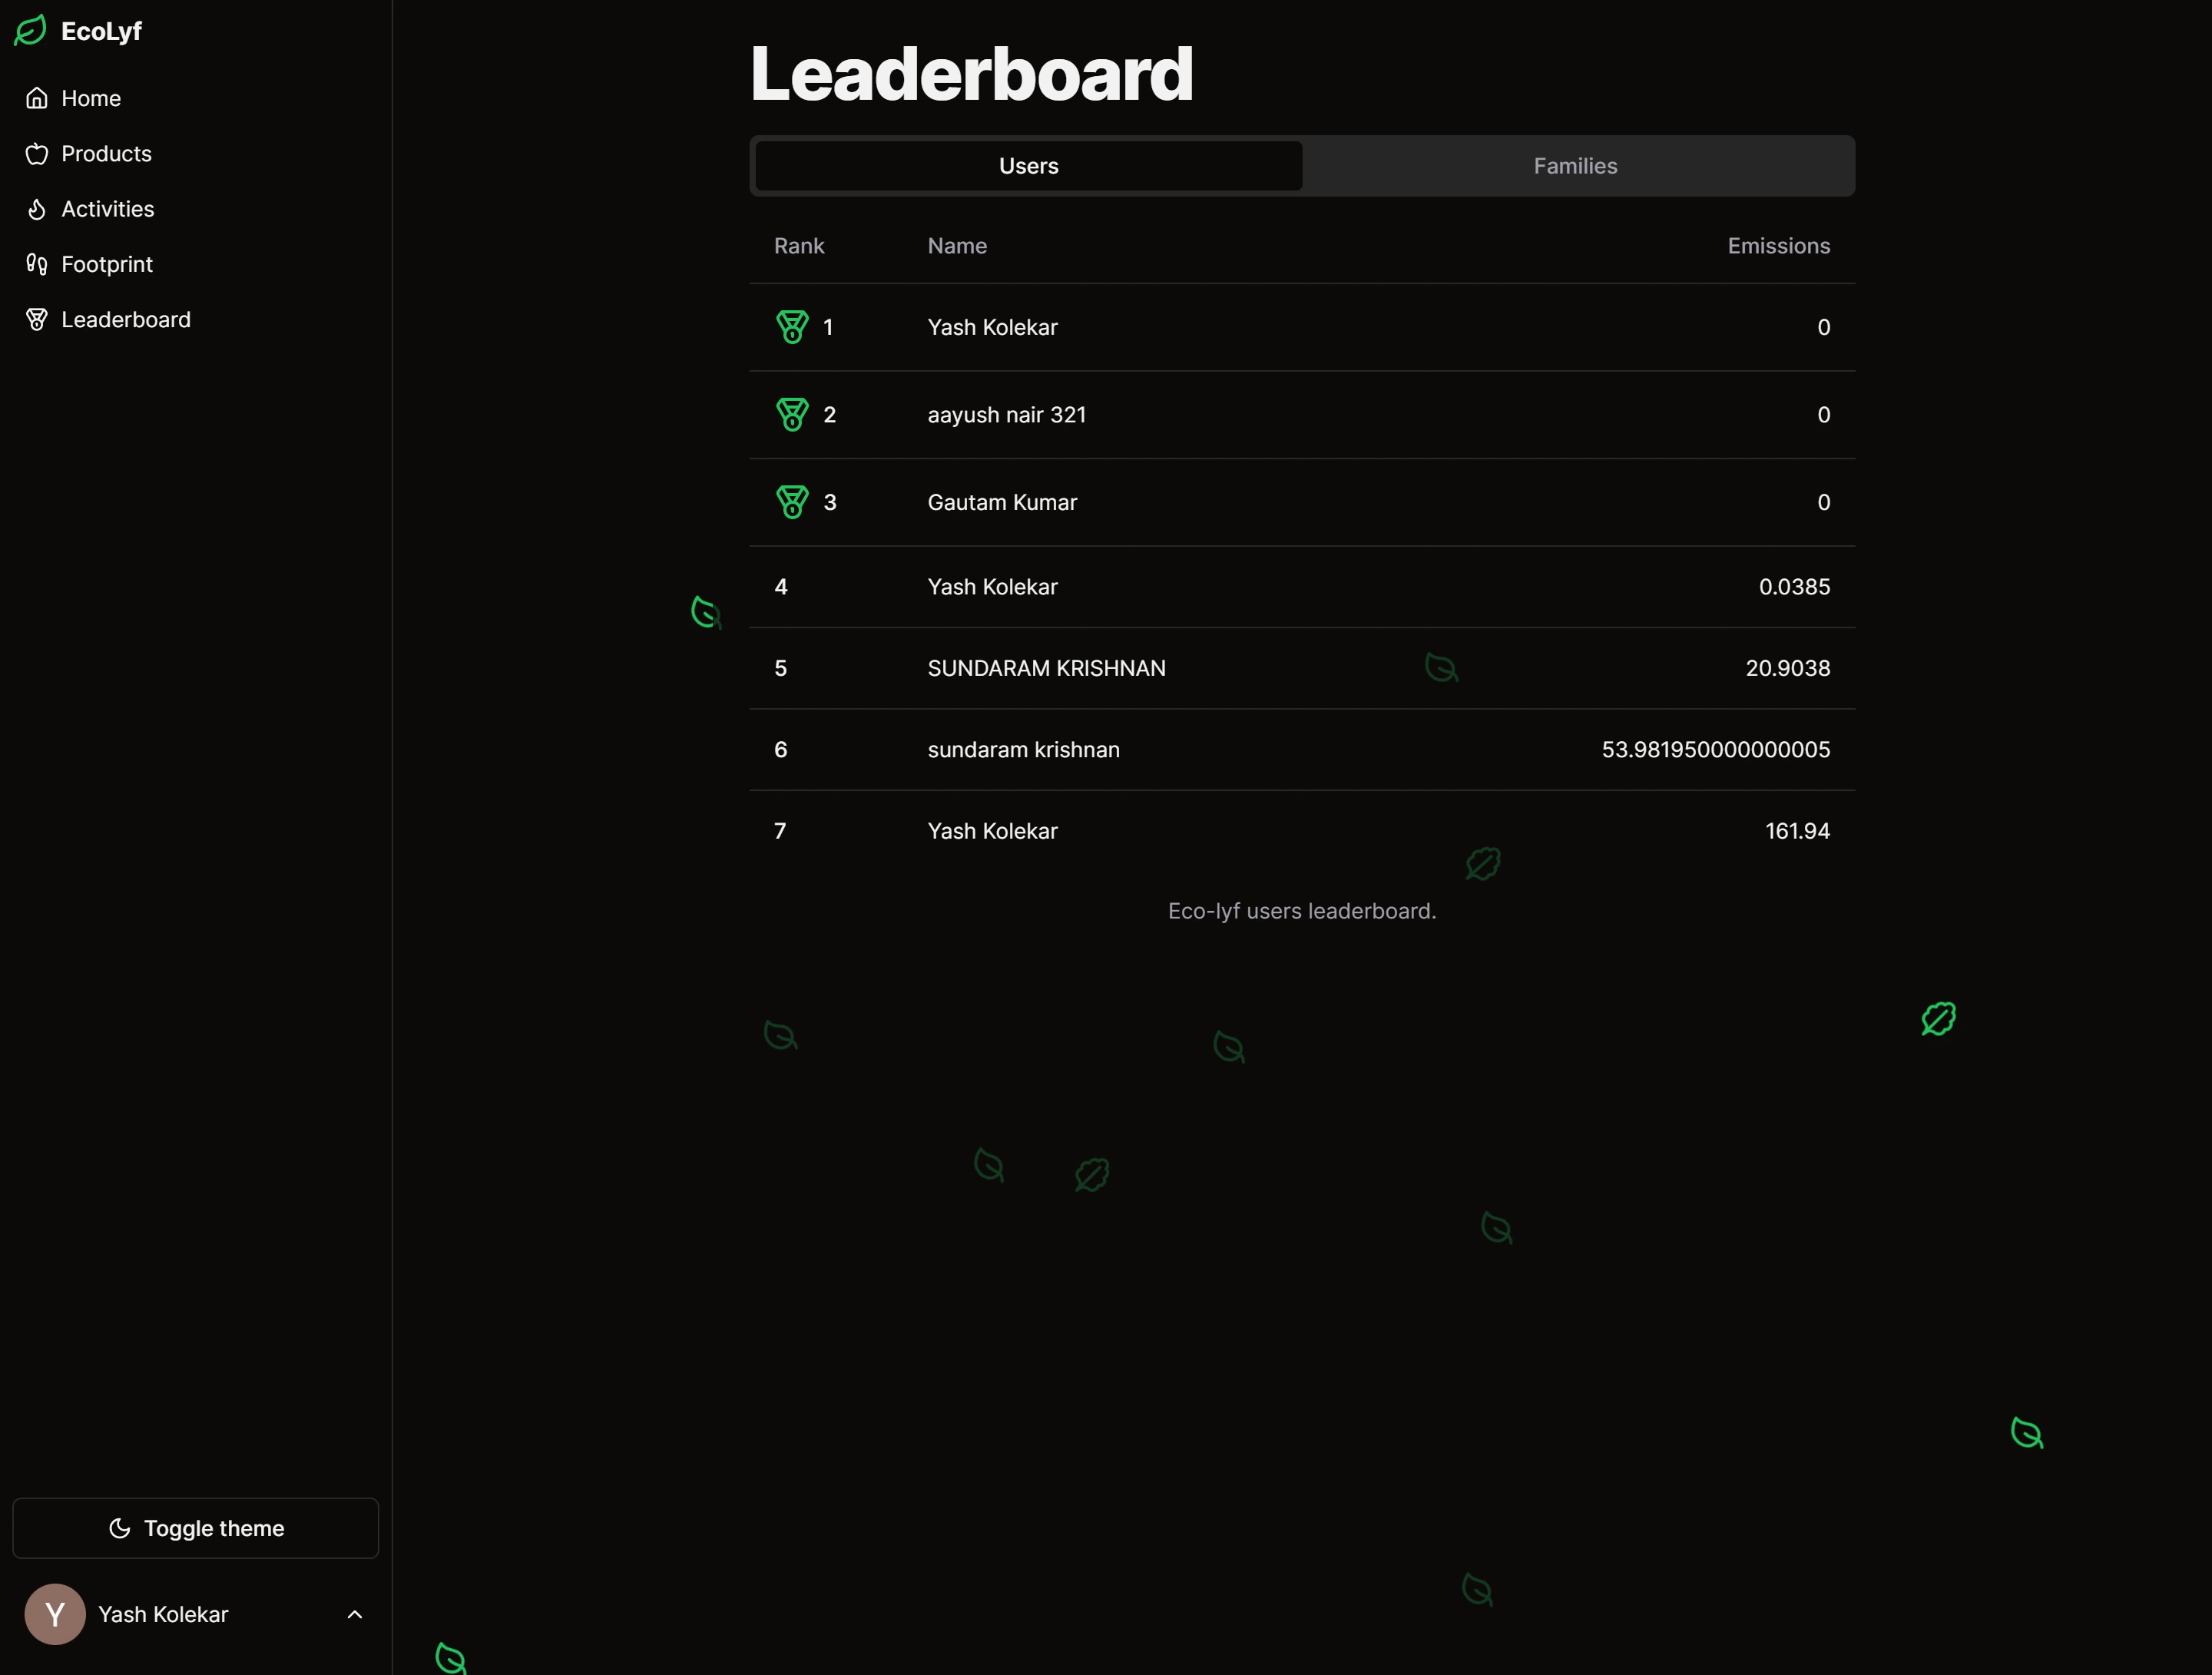 EcoLyf
Home
Products
Activities
Footprint
Leaderboard
Toggle theme
Y
Yash Kolekar
Leaderboard
Users Families
Rank Name Emissions
1 Yash Kolekar 0
2 aayush nair 321 0
3 Gautam Kumar 0
4 Yash Kolekar 0.0385
5 SUNDARAM KRISHNAN 20.9038
6 sundaram krishnan 53.981950000000005
7 Yash Kolekar 161.94
Eco-lyf users leaderboard.